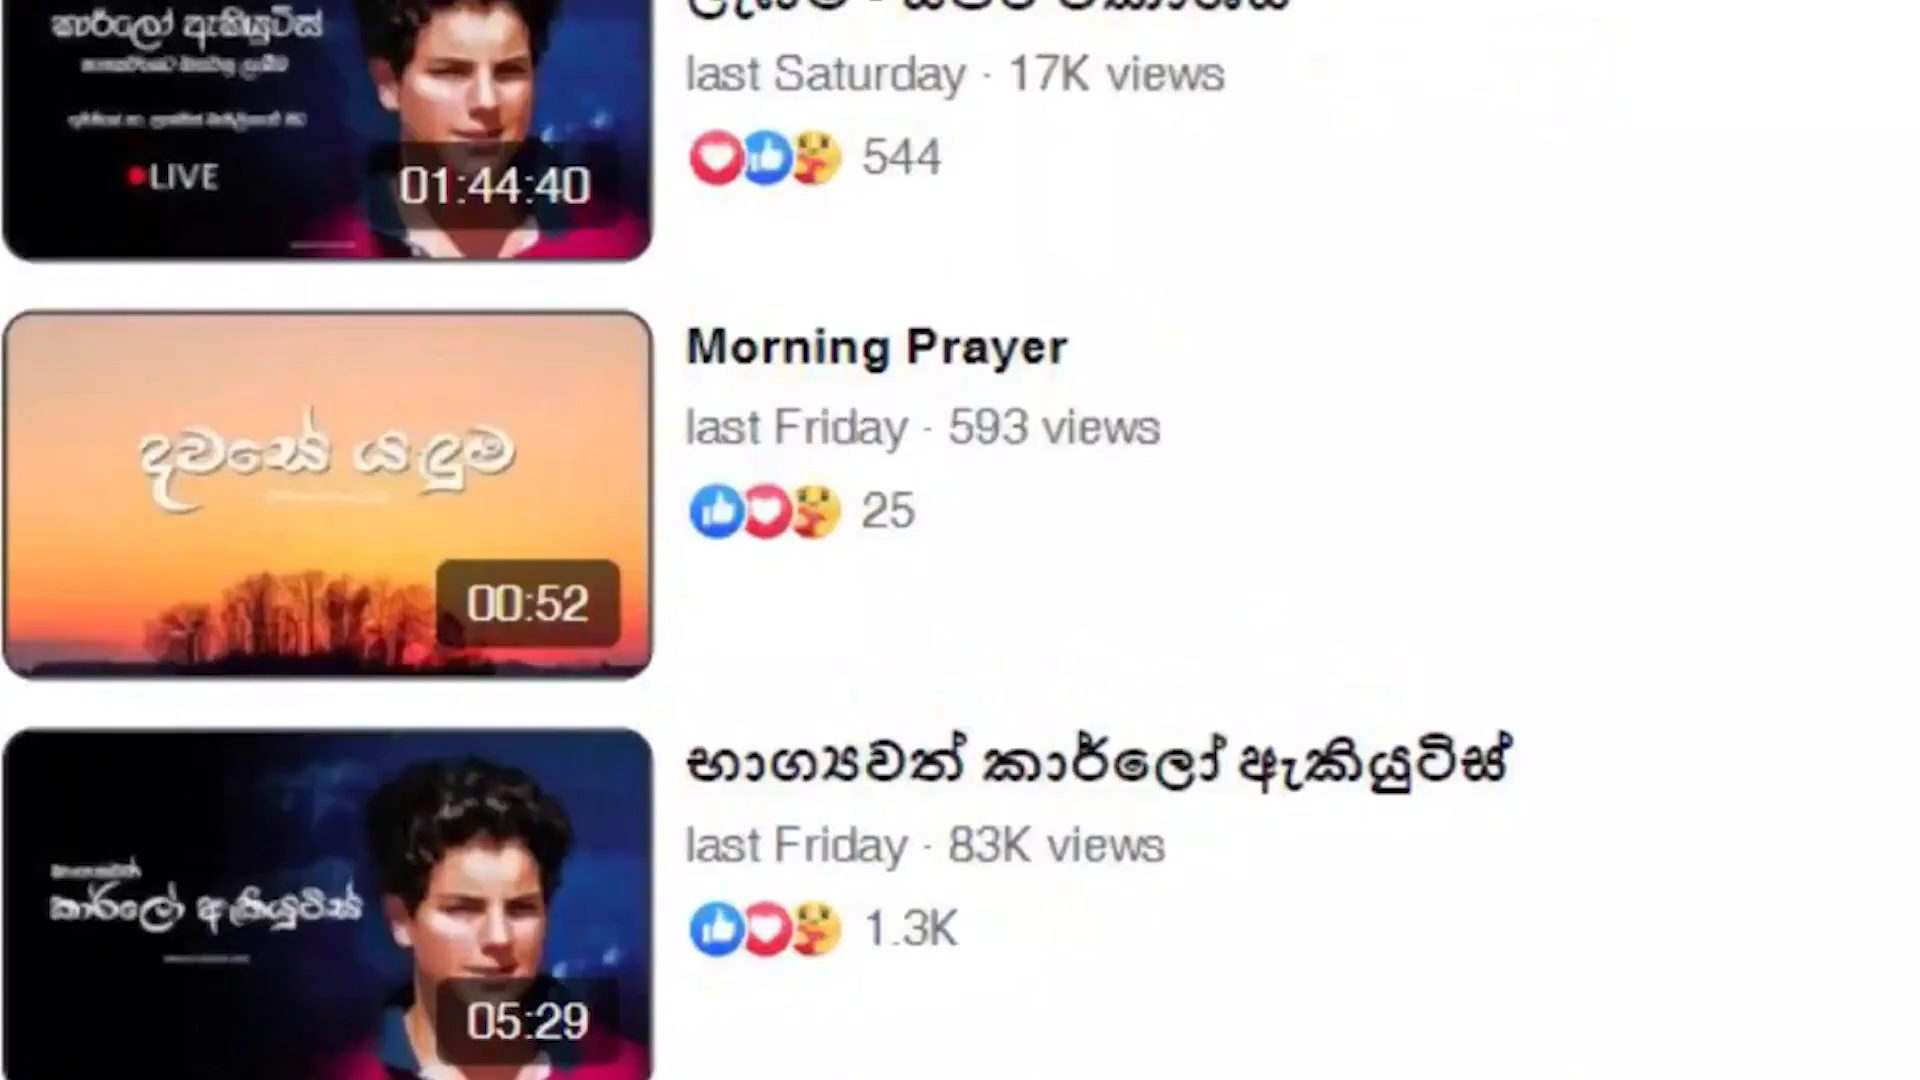 කාර්ලෝ ඇකියුටිස්
LIVE
01:44:40
last Saturday · 17K views
544
දවසේ යැදුම
00:52
Morning Prayer
last Friday · 593 views
25
කාර්ලෝ ඇකියුටිස්
05:29
භාග්‍යවත් කාර්ලෝ ඇකියුටිස්
last Friday · 83K views
1.3K